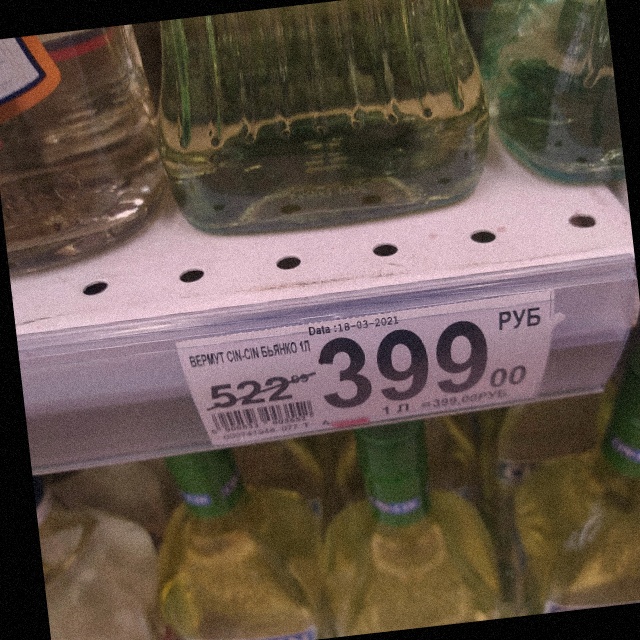 Data :18-03-2021
ВЕРМУТ CIN-CIN БЬЯНКО 1Л
РУБ
522
399 00
1 Л =399.00РУБ.